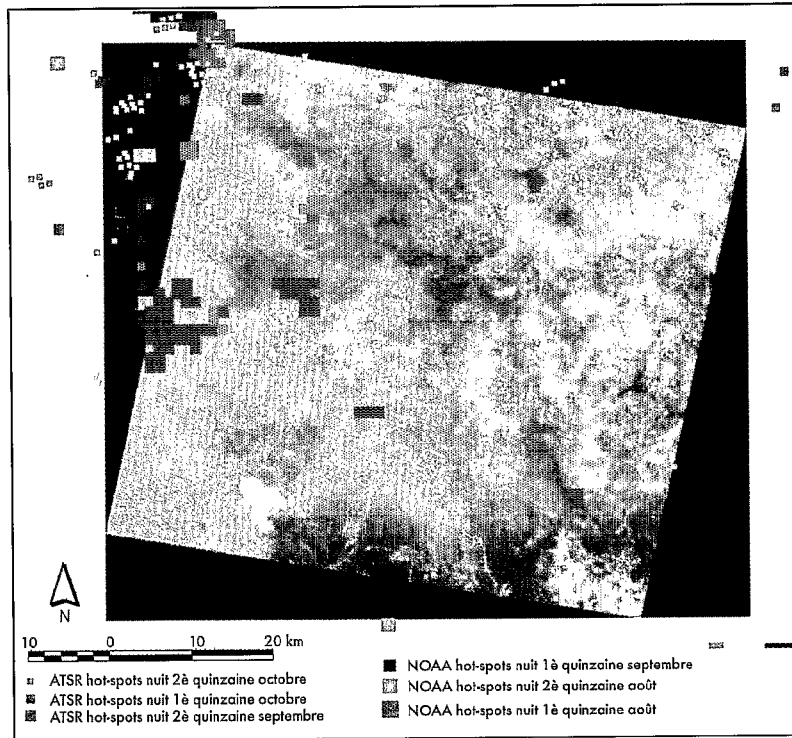 N
10 0 10 20 km
ATSR hot-spots nuit 2è quinzaine octobre
ATSR hot-spots nuit 1è quinzaine octobre
ATSR hot-spots nuit 2è quinzaine septembre
NOAA hot-spots nuit 1è quinzaine septembre
NOAA hot-spots nuit 2è quinzaine août
NOAA hot-spots nuit 1è quinzaine août